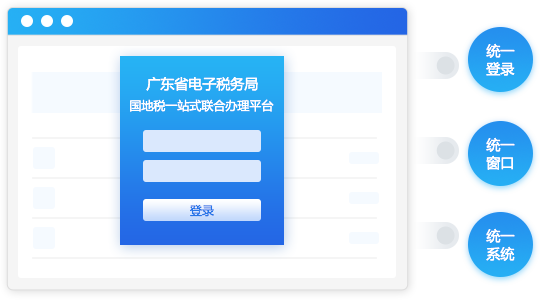 广东省电子税务局
国地税一站式联合办理平台
登录
统一
登录
统一
窗口
统一
系统